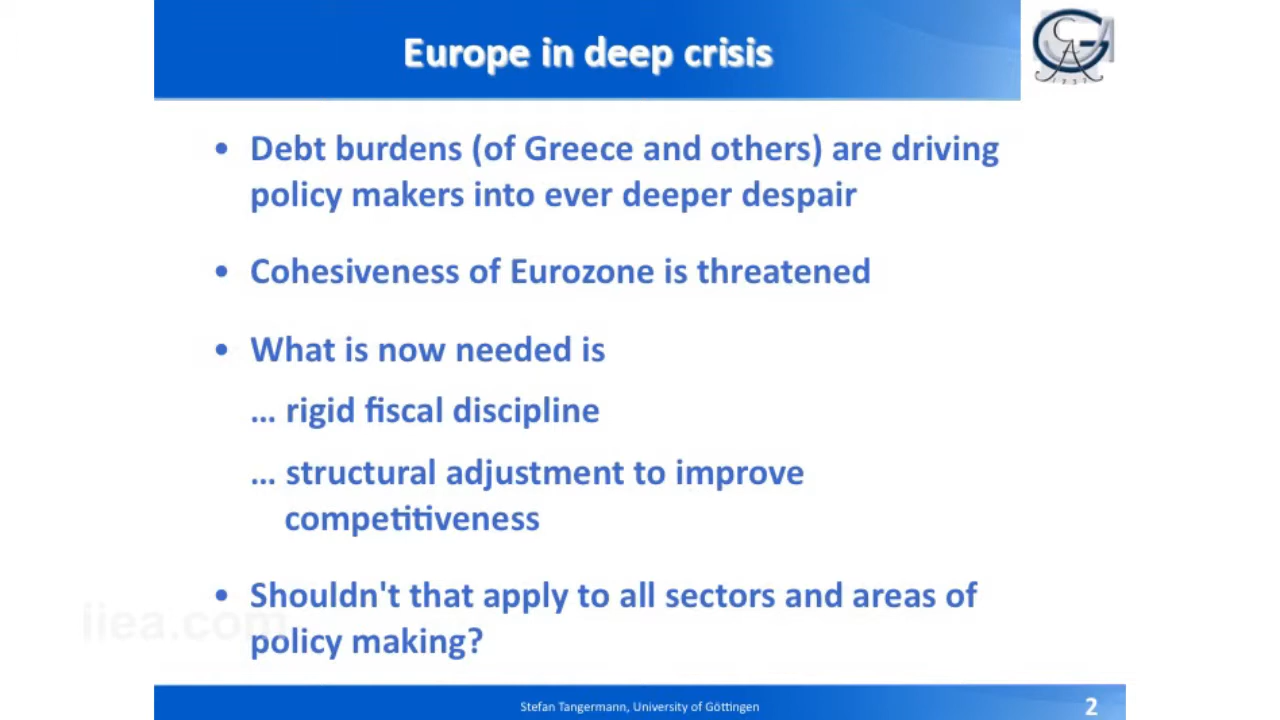 Europe in deep crisis
• Debt burdens (of Greece and others) are driving
policy makers into ever deeper despair
• Cohesiveness of Eurozone is threatened
• What is now needed is
... rigid fiscal discipline
... structural adjustment to improve
competitiveness
• Shouldn't that apply to all sectors and areas of
policy making?
iiea.com
Stefan Tangermann, University of Göttingen
2